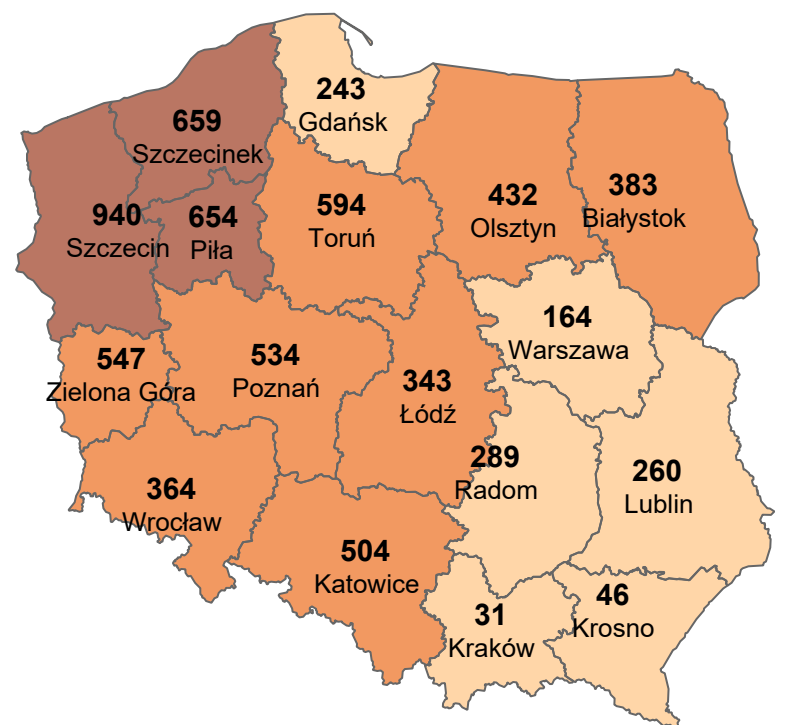 243
Gdańsk
659
Szczecinek
940
Szczecin
654
Piła
594
Toruń
432
Olsztyn
383
Białystok
164
Warszawa
547
Zielona Góra
534
Poznań
343
Łódź
289
Radom
260
Lublin
364
Wrocław
504
Katowice
31
Kraków
46
Krosno